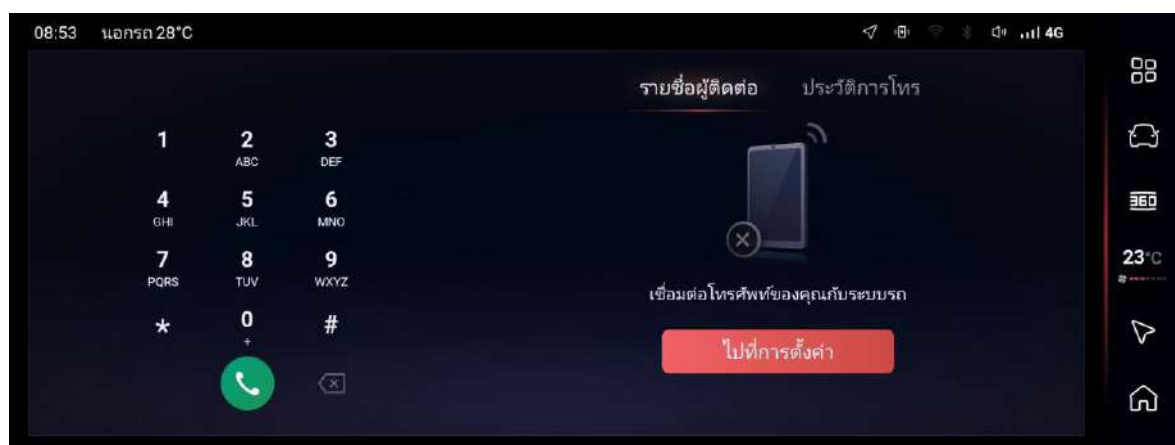 08:53 นอกรถ 28°C 4G
รายชื่อผู้ติดต่อ ประวัติการโทร
1 2 3
ABC DEF
4 5 6
GHI JKL MNO
7 8 9
PQRS TUV WXYZ
* 0 #
+
เชื่อมต่อโทรศัพท์ของคุณกับระบบรถ
ไปที่การตั้งค่า
360
23°C